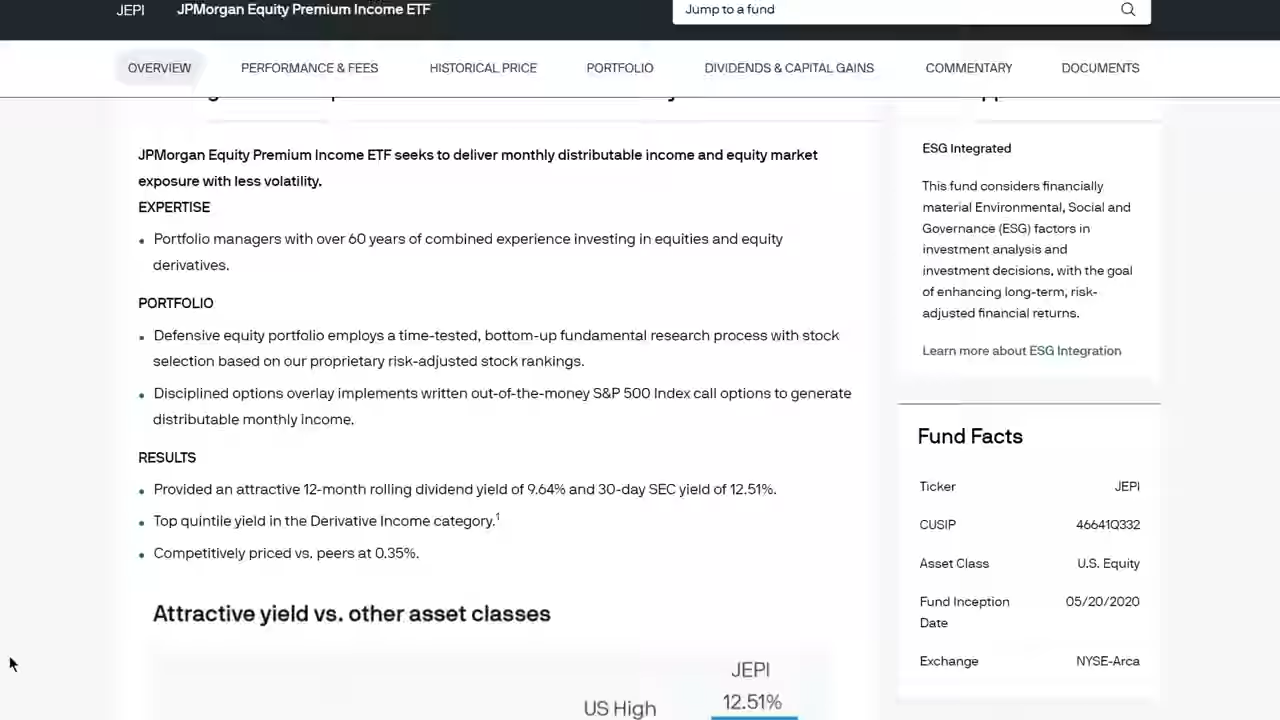 JEPI JPMorgan Equity Premium Income ETF
Jump to a fund
OVERVIEW PERFORMANCE & FEES HISTORICAL PRICE PORTFOLIO DIVIDENDS & CAPITAL GAINS COMMENTARY DOCUMENTS
JPMorgan Equity Premium Income ETF seeks to deliver monthly distributable income and equity market
exposure with less volatility.
EXPERTISE
• Portfolio managers with over 60 years of combined experience investing in equities and equity
derivatives.
PORTFOLIO
• Defensive equity portfolio employs a time-tested, bottom-up fundamental research process with stock
selection based on our proprietary risk-adjusted stock rankings.
• Disciplined options overlay implements written out-of-the-money S&P 500 Index call options to generate
distributable monthly income.
RESULTS
• Provided an attractive 12-month rolling dividend yield of 9.64% and 30-day SEC yield of 12.51%.
• Top quintile yield in the Derivative Income category.1
• Competitively priced vs. peers at 0.35%.
Attractive yield vs. other asset classes
JEPI
12.51%
US High
ESG Integrated
This fund considers financially
material Environmental, Social and
Governance (ESG) factors in
investment analysis and
investment decisions, with the goal
of enhancing long-term, risk-
adjusted financial returns.
Learn more about ESG Integration
Fund Facts
Ticker JEPI
CUSIP 46641Q332
Asset Class U.S. Equity
Fund Inception 05/20/2020
Date
Exchange NYSE-Arca